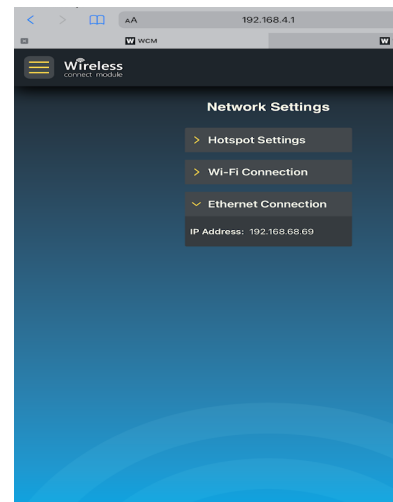 AA 192.168.4.1
W WCM W
Wireless
connect module
Network Settings
> Hotspot Settings
> Wi-Fi Connection
Ethernet Connection
IP Address: 192.168.68.69